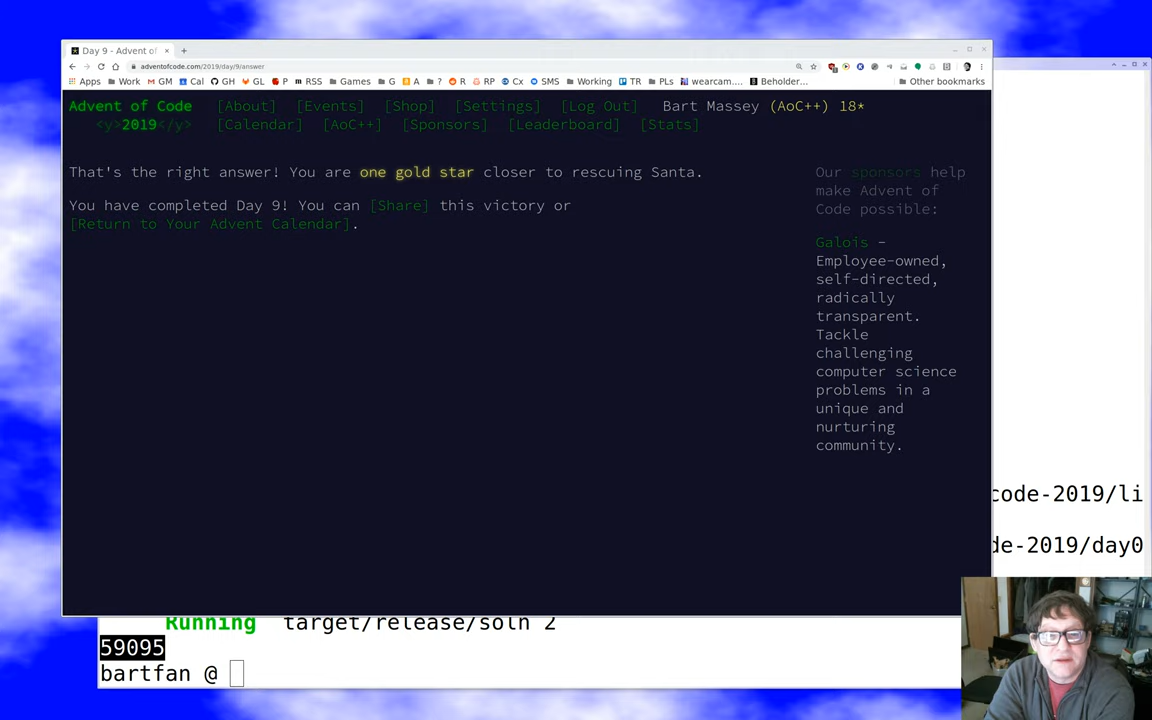 Day 9 - Advent of
adventofcode.com/2019/day/9/answer
Apps Work GM Cal GH GL P RSS Games G A ? R RP Cx SMS Working TR PLs wearcam.... Beholder... Other bookmarks
Advent of Code [About] [Events] [Shop] [Settings] [Log Out] Bart Massey (AoC++) 18*
<y>2019</y> [Calendar] [AoC++] [Sponsors] [Leaderboard] [Stats]
That's the right answer! You are one gold star closer to rescuing Santa.
You have completed Day 9! You can [Share] this victory or
[Return to Your Advent Calendar].
Our sponsors help
make Advent of
Code possible:
Galois -
Employee-owned,
self-directed,
radically
transparent.
Tackle
challenging
computer science
problems in a
unique and
nurturing
community.
code-2019/li
de-2019/day0
Running target/release/soln 2
59095
bartfan @